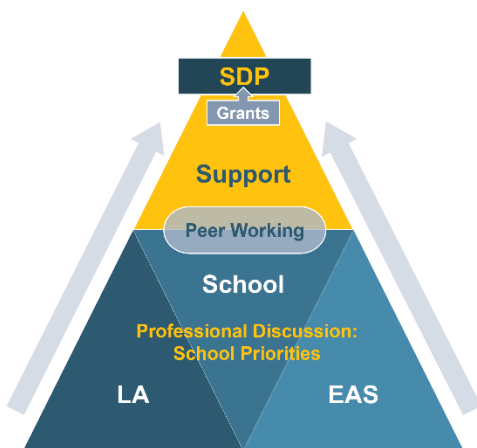 SDP
Grants
Support
Peer Working
School
Professional Discussion:
School Priorities
LA
EAS